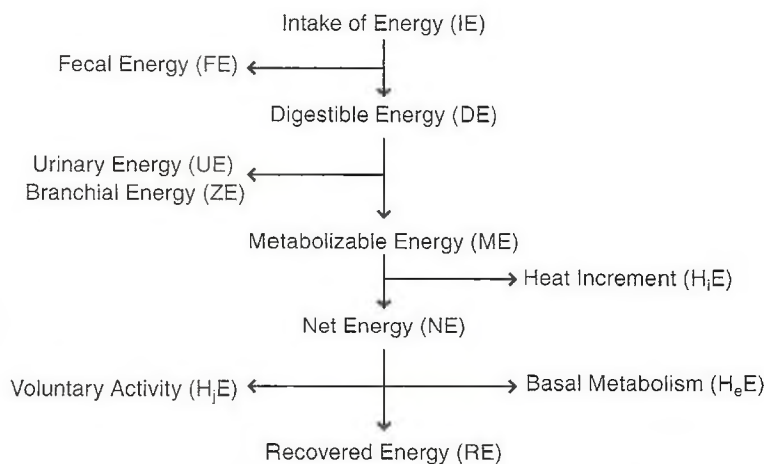 Intake of Energy (IE)
Fecal Energy (FE)
Digestible Energy (DE)
Urinary Energy (UE)
Branchial Energy (ZE)
Metabolizable Energy (ME)
Heat Increment (HᵢE)
Net Energy (NE)
Voluntary Activity (HⱼE)
Basal Metabolism (HₑE)
Recovered Energy (RE)